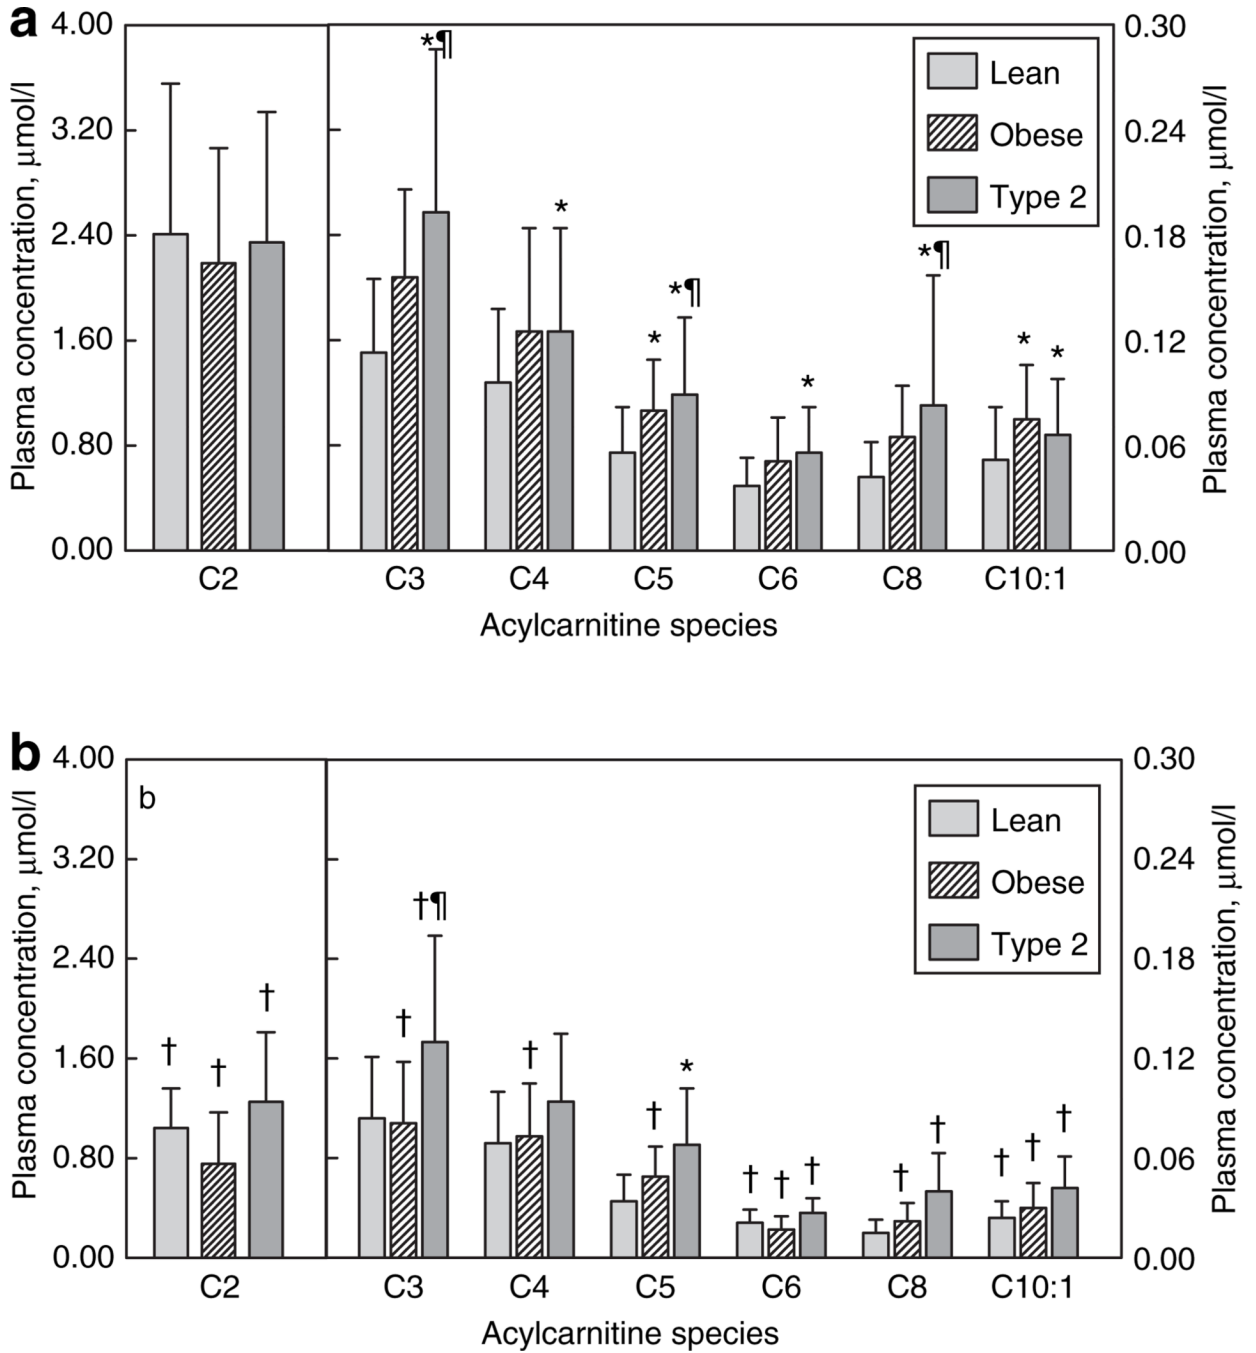 a
4.00
3.20
2.40
1.60
0.80
0.00
Plasma concentration, μmol/l
0.30
0.24
0.18
0.12
0.06
0.00
Plasma concentration, μmol/l
Lean
Obese
Type 2
*¶
*
*
*¶
*
*¶
*
*
C2 C3 C4 C5 C6 C8 C10:1
Acylcarnitine species
b
4.00
3.20
2.40
1.60
0.80
0.00
Plasma concentration, μmol/l
b
0.30
0.24
0.18
0.12
0.06
0.00
Plasma concentration, μmol/l
Lean
Obese
Type 2
†
†
†
†
†¶
†
†
*
†
†
†
†
†
†
†
†
C2 C3 C4 C5 C6 C8 C10:1
Acylcarnitine species